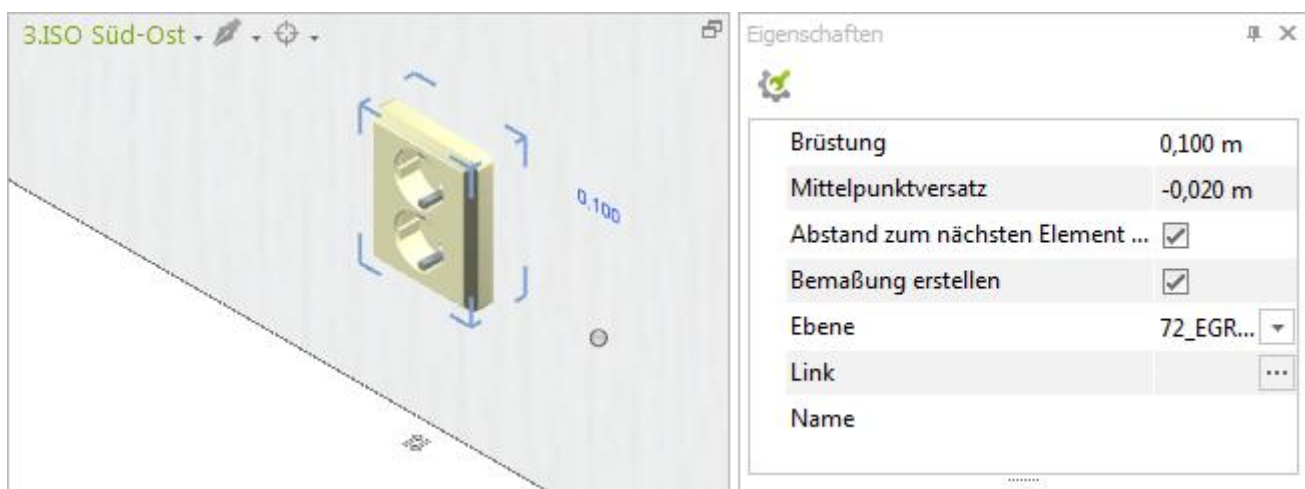 3.ISO Süd-Ost
0.100
Eigenschaften
Brüstung 0,100 m
Mittelpunktversatz -0,020 m
Abstand zum nächsten Element ...
Bemaßung erstellen
Ebene 72_EGR...
Link ...
Name